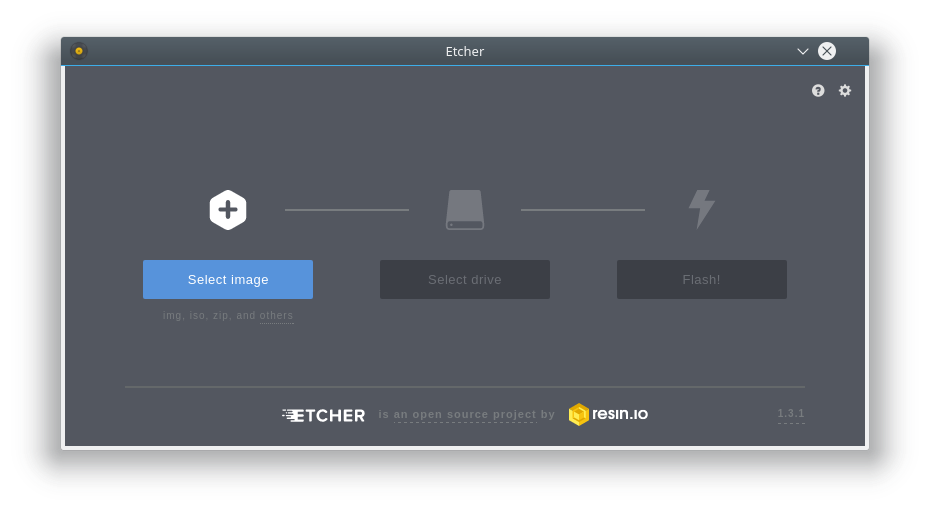 Etcher
Select image
Select drive
Flash!
img, iso, zip, and others
ETCHER is an open source project by resin.io
1.3.1